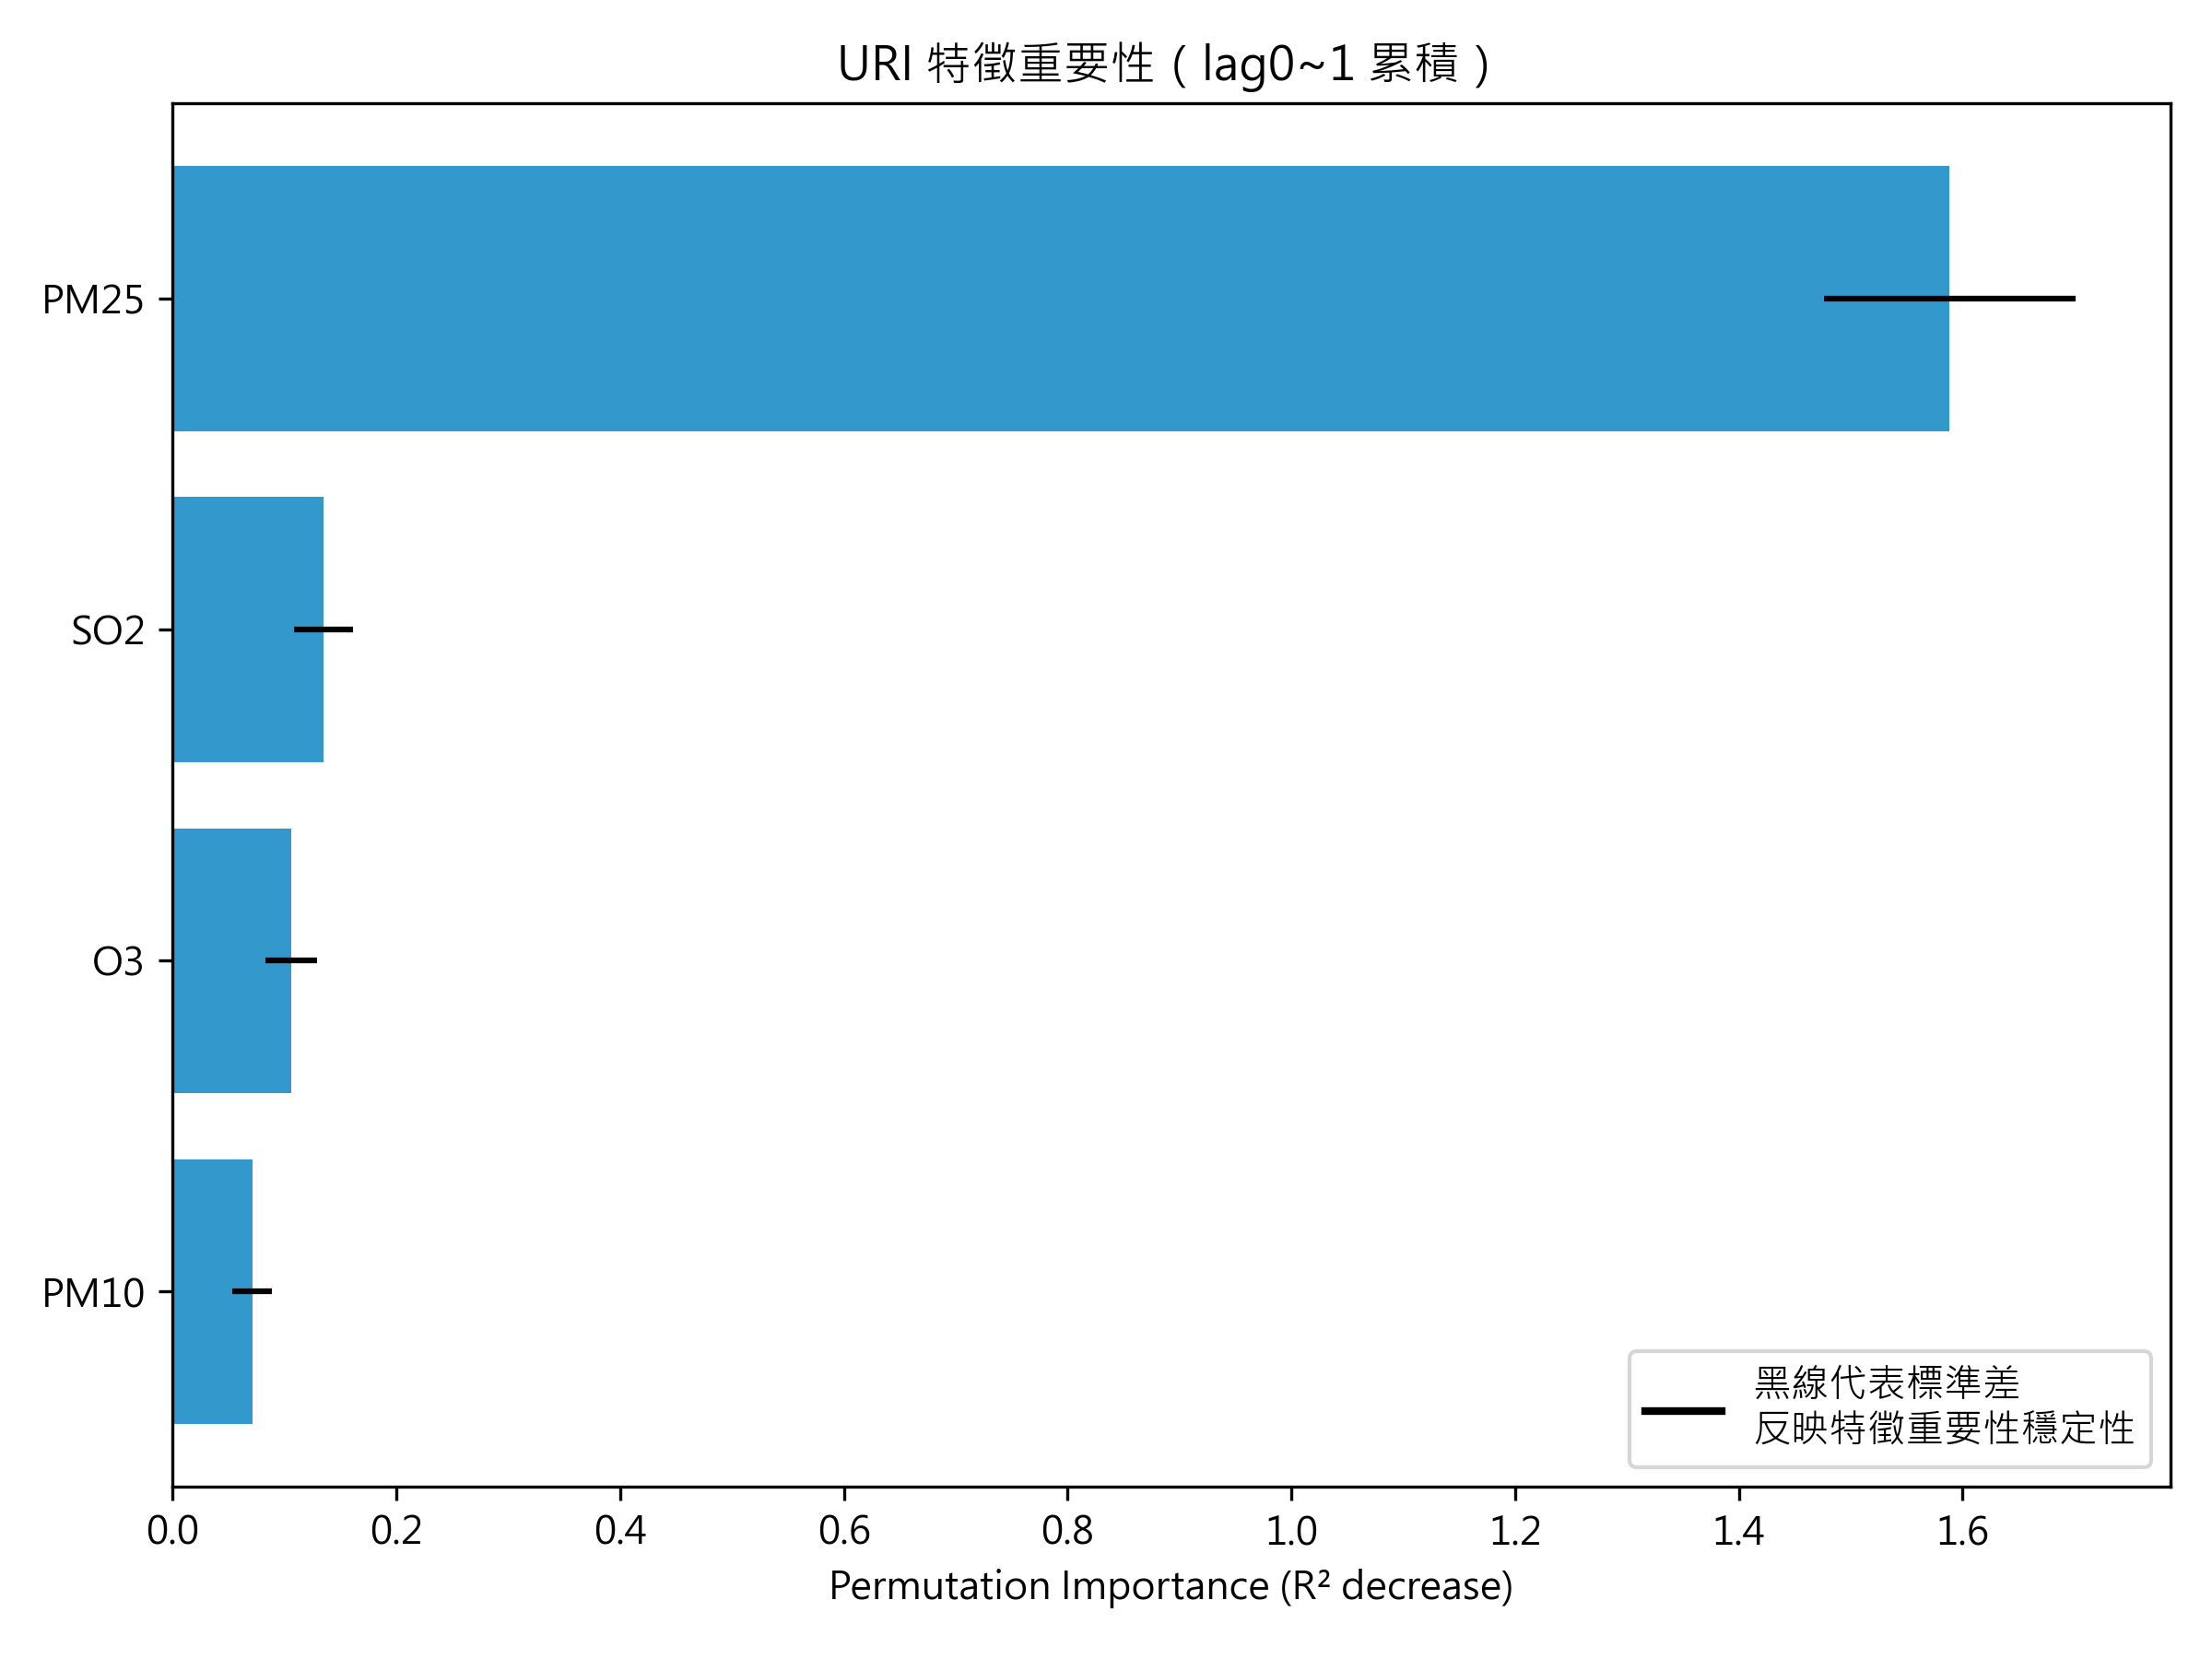 URI 特徵重要性（lag0~1 累積）
PM25
SO2
O3
PM10
黑線代表標準差
反映特徵重要性穩定性
0.0 0.2 0.4 0.6 0.8 1.0 1.2 1.4 1.6
Permutation Importance (R² decrease)